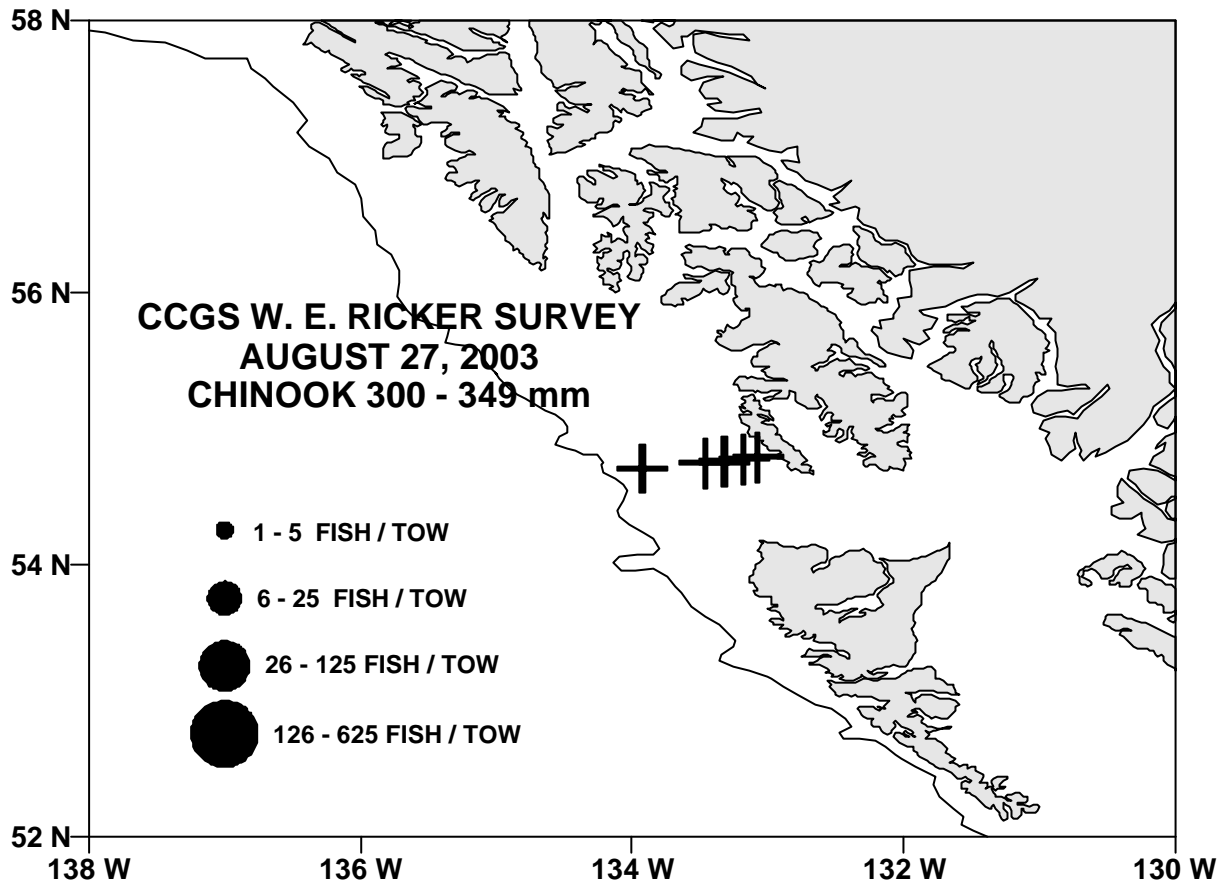 58 N
56 N
CCGS W. E. RICKER SURVEY
AUGUST 27, 2003
CHINOOK 300 - 349 mm
1 - 5 FISH / TOW
54 N
6 - 25 FISH / TOW
26 - 125 FISH / TOW
126 - 625 FISH / TOW
52 N
138 W 136 W 134 W 132 W 130 W